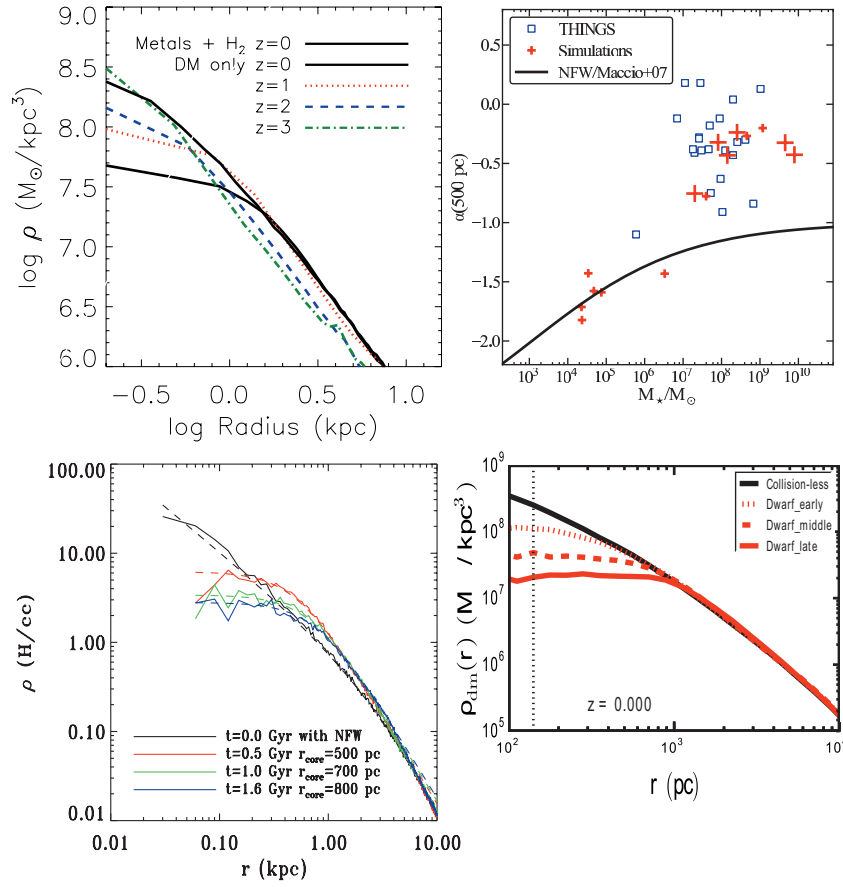 Metals + H₂ z=0
DM only z=0
z=1
z=2
z=3
9.0
8.5
8.0
7.5
7.0
6.5
6.0
log ρ (M⊙/kpc³)
−0.5 0.0 0.5 1.0
log Radius (kpc)
THINGS
Simulations
NFW/Maccio+07
0.5
0.0
−0.5
−1.0
−1.5
−2.0
α(500 pc)
10³ 10⁴ 10⁵ 10⁶ 10⁷ 10⁸ 10⁹ 10¹⁰
M⋆/M⊙
100.00
10.00
1.00
0.10
0.01
ρ (H/cc)
t=0.0 Gyr with NFW
t=0.5 Gyr r_core=500 pc
t=1.0 Gyr r_core=700 pc
t=1.6 Gyr r_core=800 pc
0.01 0.10 1.00 10.00
r (kpc)
Collision-less
Dwarf_early
Dwarf_middle
Dwarf_late
10⁹
10⁸
10⁷
10⁶
10⁵
ρ_dm(r) (M / kpc³)
z = 0.000
10² 10³
r (pc)